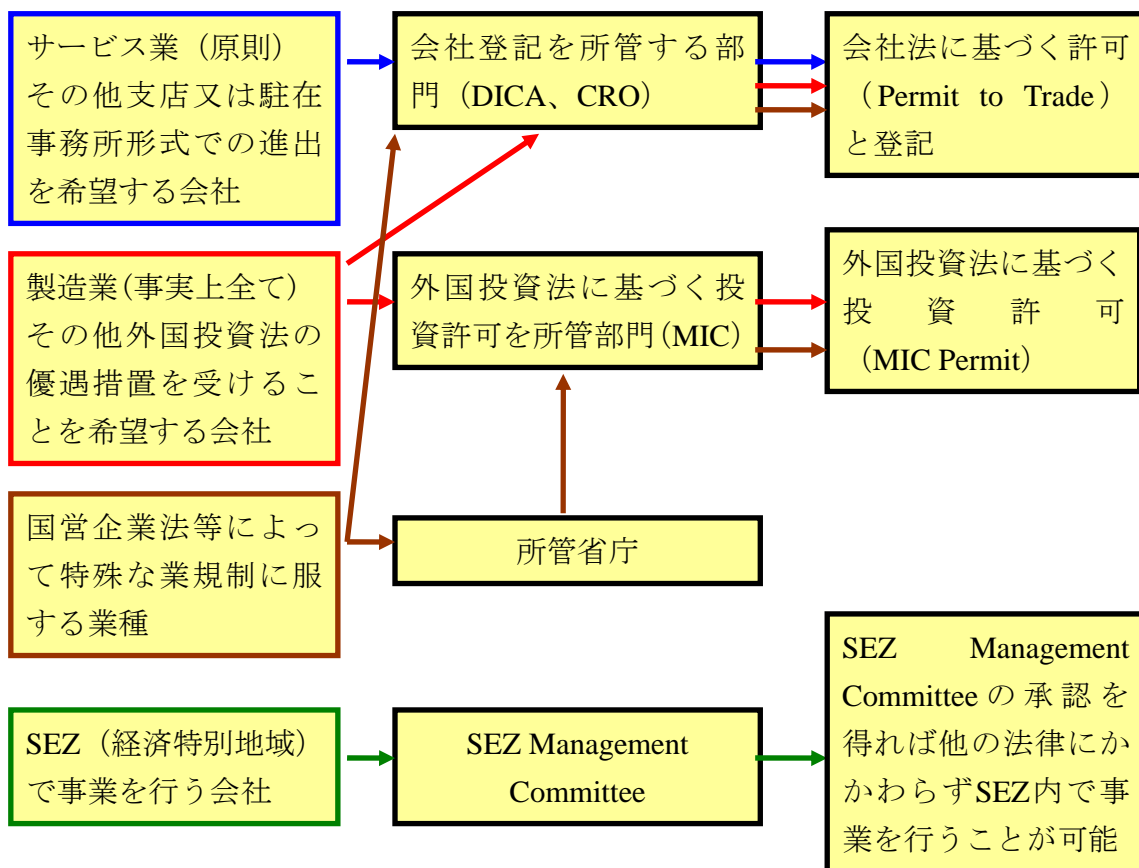 サービス業（原則）
その他支店又は駐在
事務所形式での進出
を希望する会社
会社登記を所管する部
門（DICA、CRO）
会社法に基づく許可
（Permit to Trade）
と登記
製造業(事実上全て)
その他外国投資法の
優遇措置を受けるこ
とを希望する会社
外国投資法に基づく投
資許可を所管部門(MIC)
外国投資法に基づく
投資許可
（MIC Permit）
国営企業法等によっ
て特殊な業規制に服
する業種
所管省庁
SEZ（経済特別地域）
で事業を行う会社
SEZ Management
Committee
SEZ Management
Committeeの承認を
得れば他の法律にか
かわらずSEZ内で事
業を行うことが可能